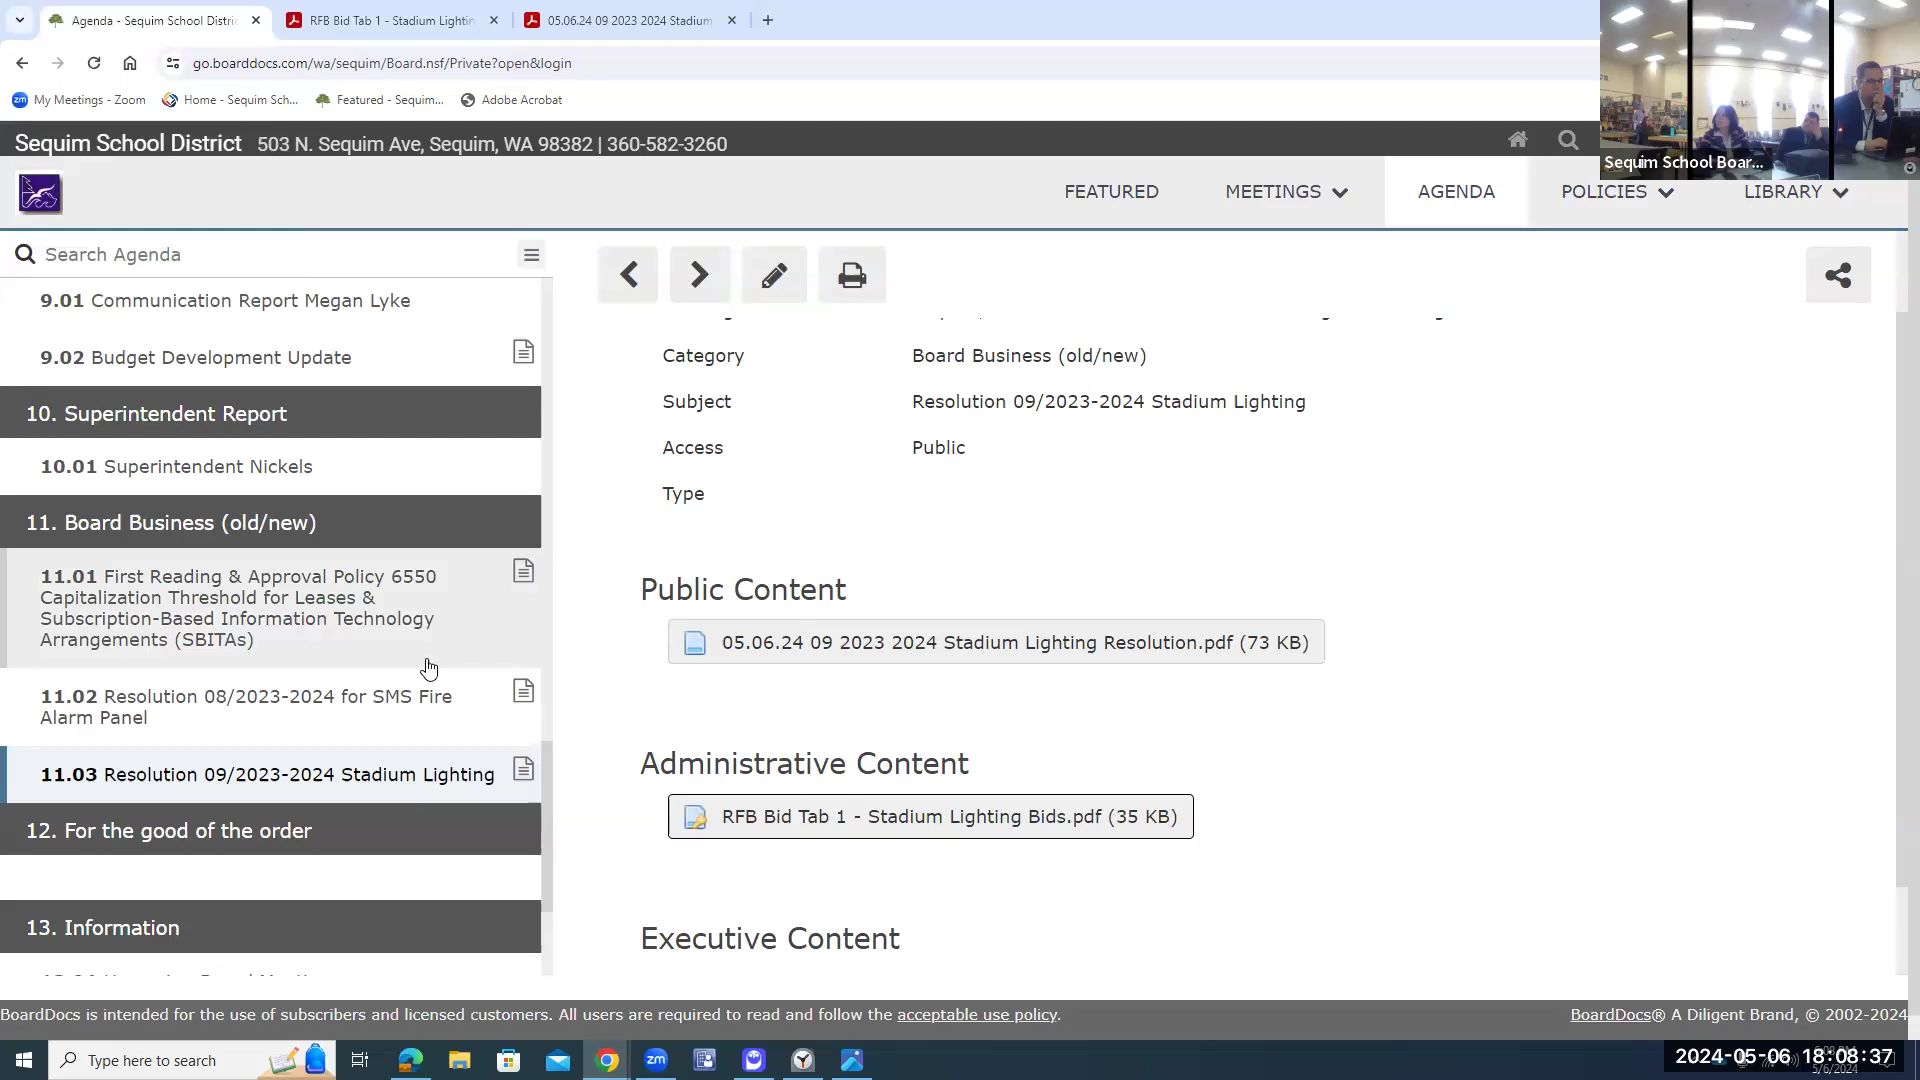 Agenda - Sequim School Distric
RFB Bid Tab 1 - Stadium Lightin
05.06.24 09 2023 2024 Stadium
go.boarddocs.com/wa/sequim/Board.nsf/Private?open&login
My Meetings - Zoom
Home - Sequim Sch...
Featured - Sequim...
Adobe Acrobat
Sequim School District 503 N. Sequim Ave, Sequim, WA 98382 | 360-582-3260
Sequim School Boar...
FEATURED
MEETINGS
AGENDA
POLICIES
LIBRARY
Search Agenda
9.01 Communication Report Megan Lyke
9.02 Budget Development Update
10. Superintendent Report
10.01 Superintendent Nickels
11. Board Business (old/new)
11.01 First Reading & Approval Policy 6550
Capitalization Threshold for Leases &
Subscription-Based Information Technology
Arrangements (SBITAs)
11.02 Resolution 08/2023-2024 for SMS Fire
Alarm Panel
11.03 Resolution 09/2023-2024 Stadium Lighting
12. For the good of the order
13. Information
Category Board Business (old/new)
Subject Resolution 09/2023-2024 Stadium Lighting
Access Public
Type
Public Content
05.06.24 09 2023 2024 Stadium Lighting Resolution.pdf (73 KB)
Administrative Content
RFB Bid Tab 1 - Stadium Lighting Bids.pdf (35 KB)
Executive Content
BoardDocs is intended for the use of subscribers and licensed customers. All users are required to read and follow the acceptable use policy.
BoardDocs® A Diligent Brand, © 2002-2024
Type here to search
zm
2024-05-06 18:08:37
5/6/2024